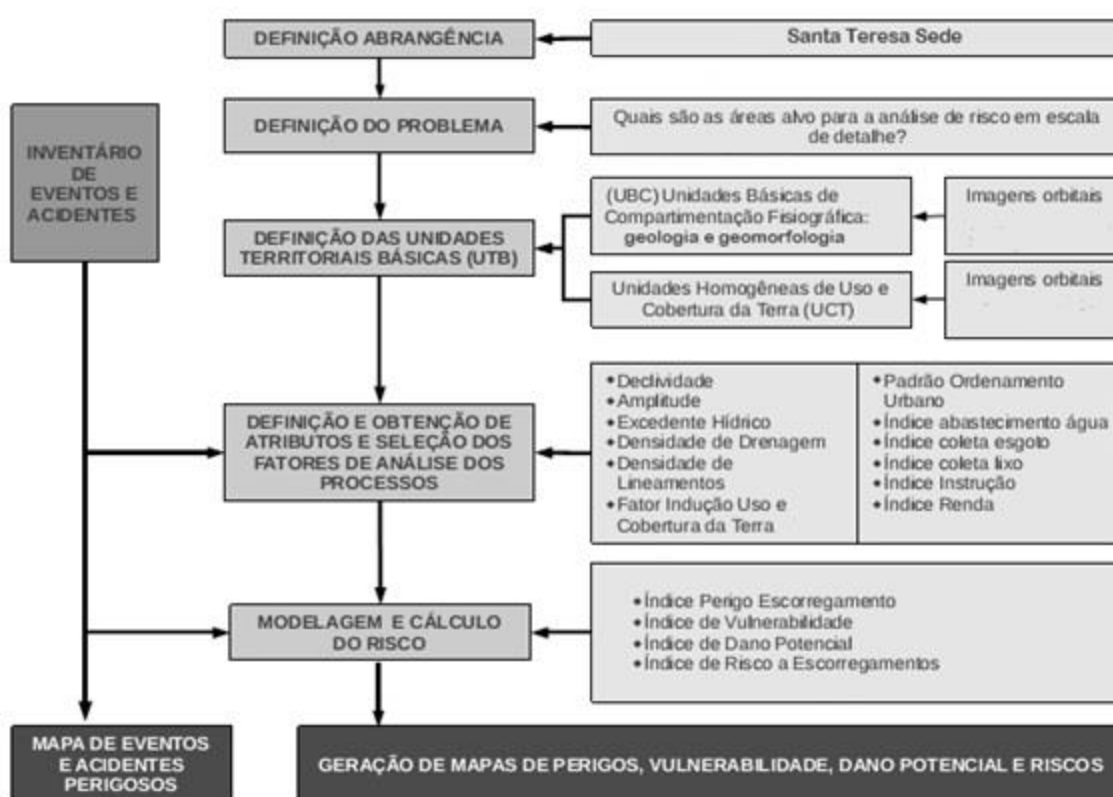 DEFINIÇÃO ABRANGÊNCIA
Santa Teresa Sede
DEFINIÇÃO DO PROBLEMA
Quais são as áreas alvo para a análise de risco em escala
de detalhe?
INVENTÁRIO
DE
EVENTOS E
ACIDENTES
DEFINIÇÃO DAS UNIDADES
TERRITORIAIS BÁSICAS (UTB)
(UBC) Unidades Básicas de
Compartimentação Fisiográfica:
geologia e geomorfologia
Imagens orbitais
Unidades Homogêneas de Uso e
Cobertura da Terra (UCT)
Imagens orbitais
DEFINIÇÃO E OBTENÇÃO DE
ATRIBUTOS E SELEÇÃO DOS
FATORES DE ANÁLISE DOS
PROCESSOS
• Declividade
• Amplitude
• Excedente Hídrico
• Densidade de Drenagem
• Densidade de
Lineamentos
• Fator Indução Uso e
Cobertura da Terra
• Padrão Ordenamento
Urbano
• Índice abastecimento água
• Índice coleta esgoto
• Índice coleta lixo
• Índice Instrução
• Índice Renda
MODELAGEM E CÁLCULO
DO RISCO
• Índice Perigo Escorregamento
• Índice de Vulnerabilidade
• Índice de Dano Potencial
• Índice de Risco a Escorregamentos
MAPA DE EVENTOS
E ACIDENTES
PERIGOSOS
GERAÇÃO DE MAPAS DE PERIGOS, VULNERABILIDADE, DANO POTENCIAL E RISCOS